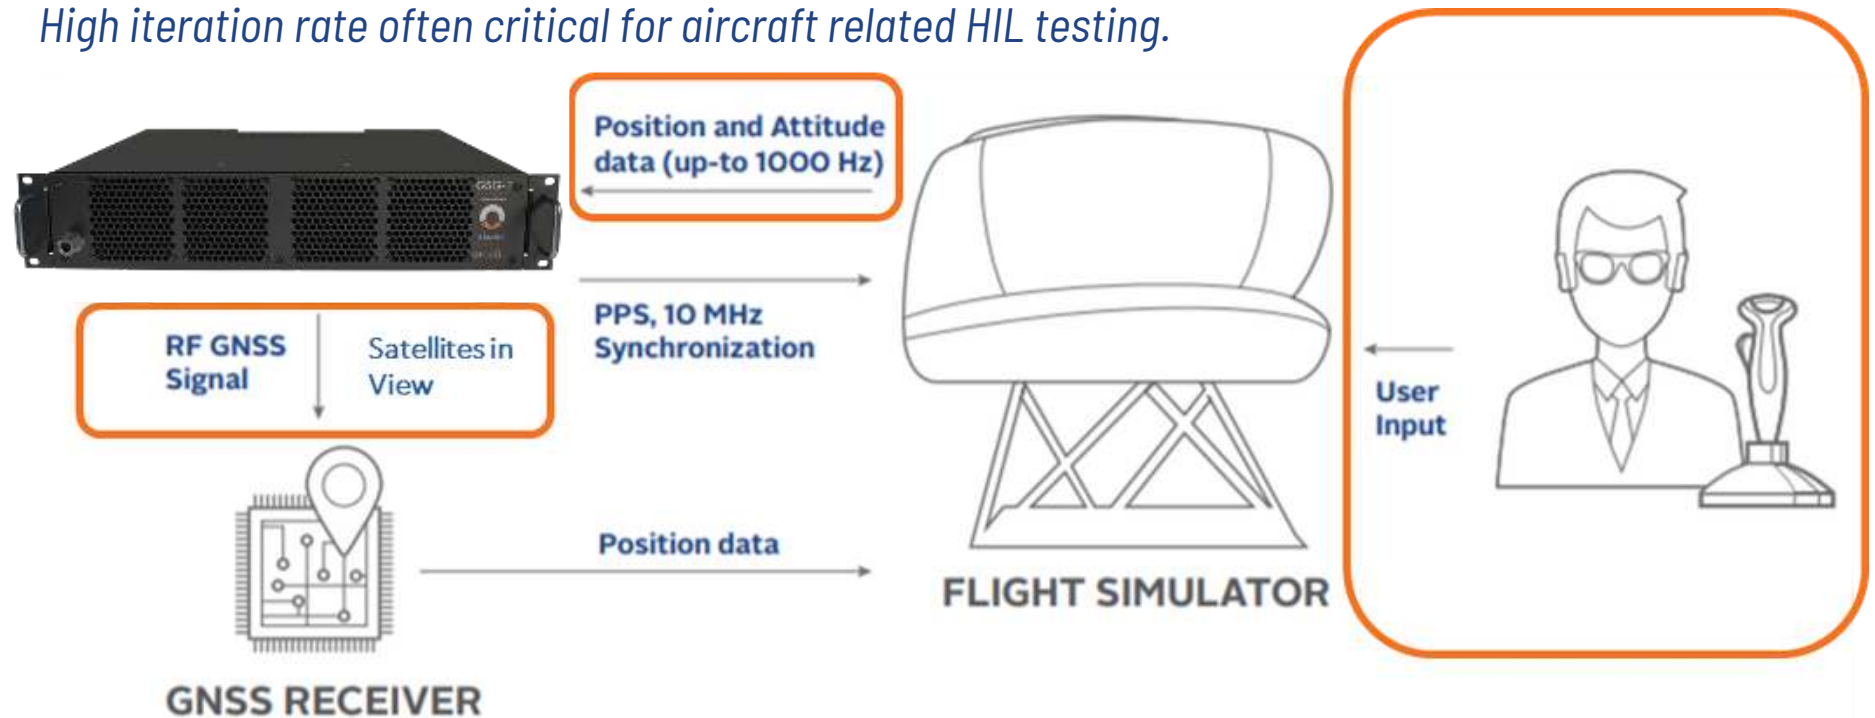 High iteration rate often critical for aircraft related HIL testing.
Position and Attitude
data (up-to 1000 Hz)
PPS, 10 MHz
Synchronization
RF GNSS
Signal
Satellites in
View
User
Input
Position data
FLIGHT SIMULATOR
GNSS RECEIVER